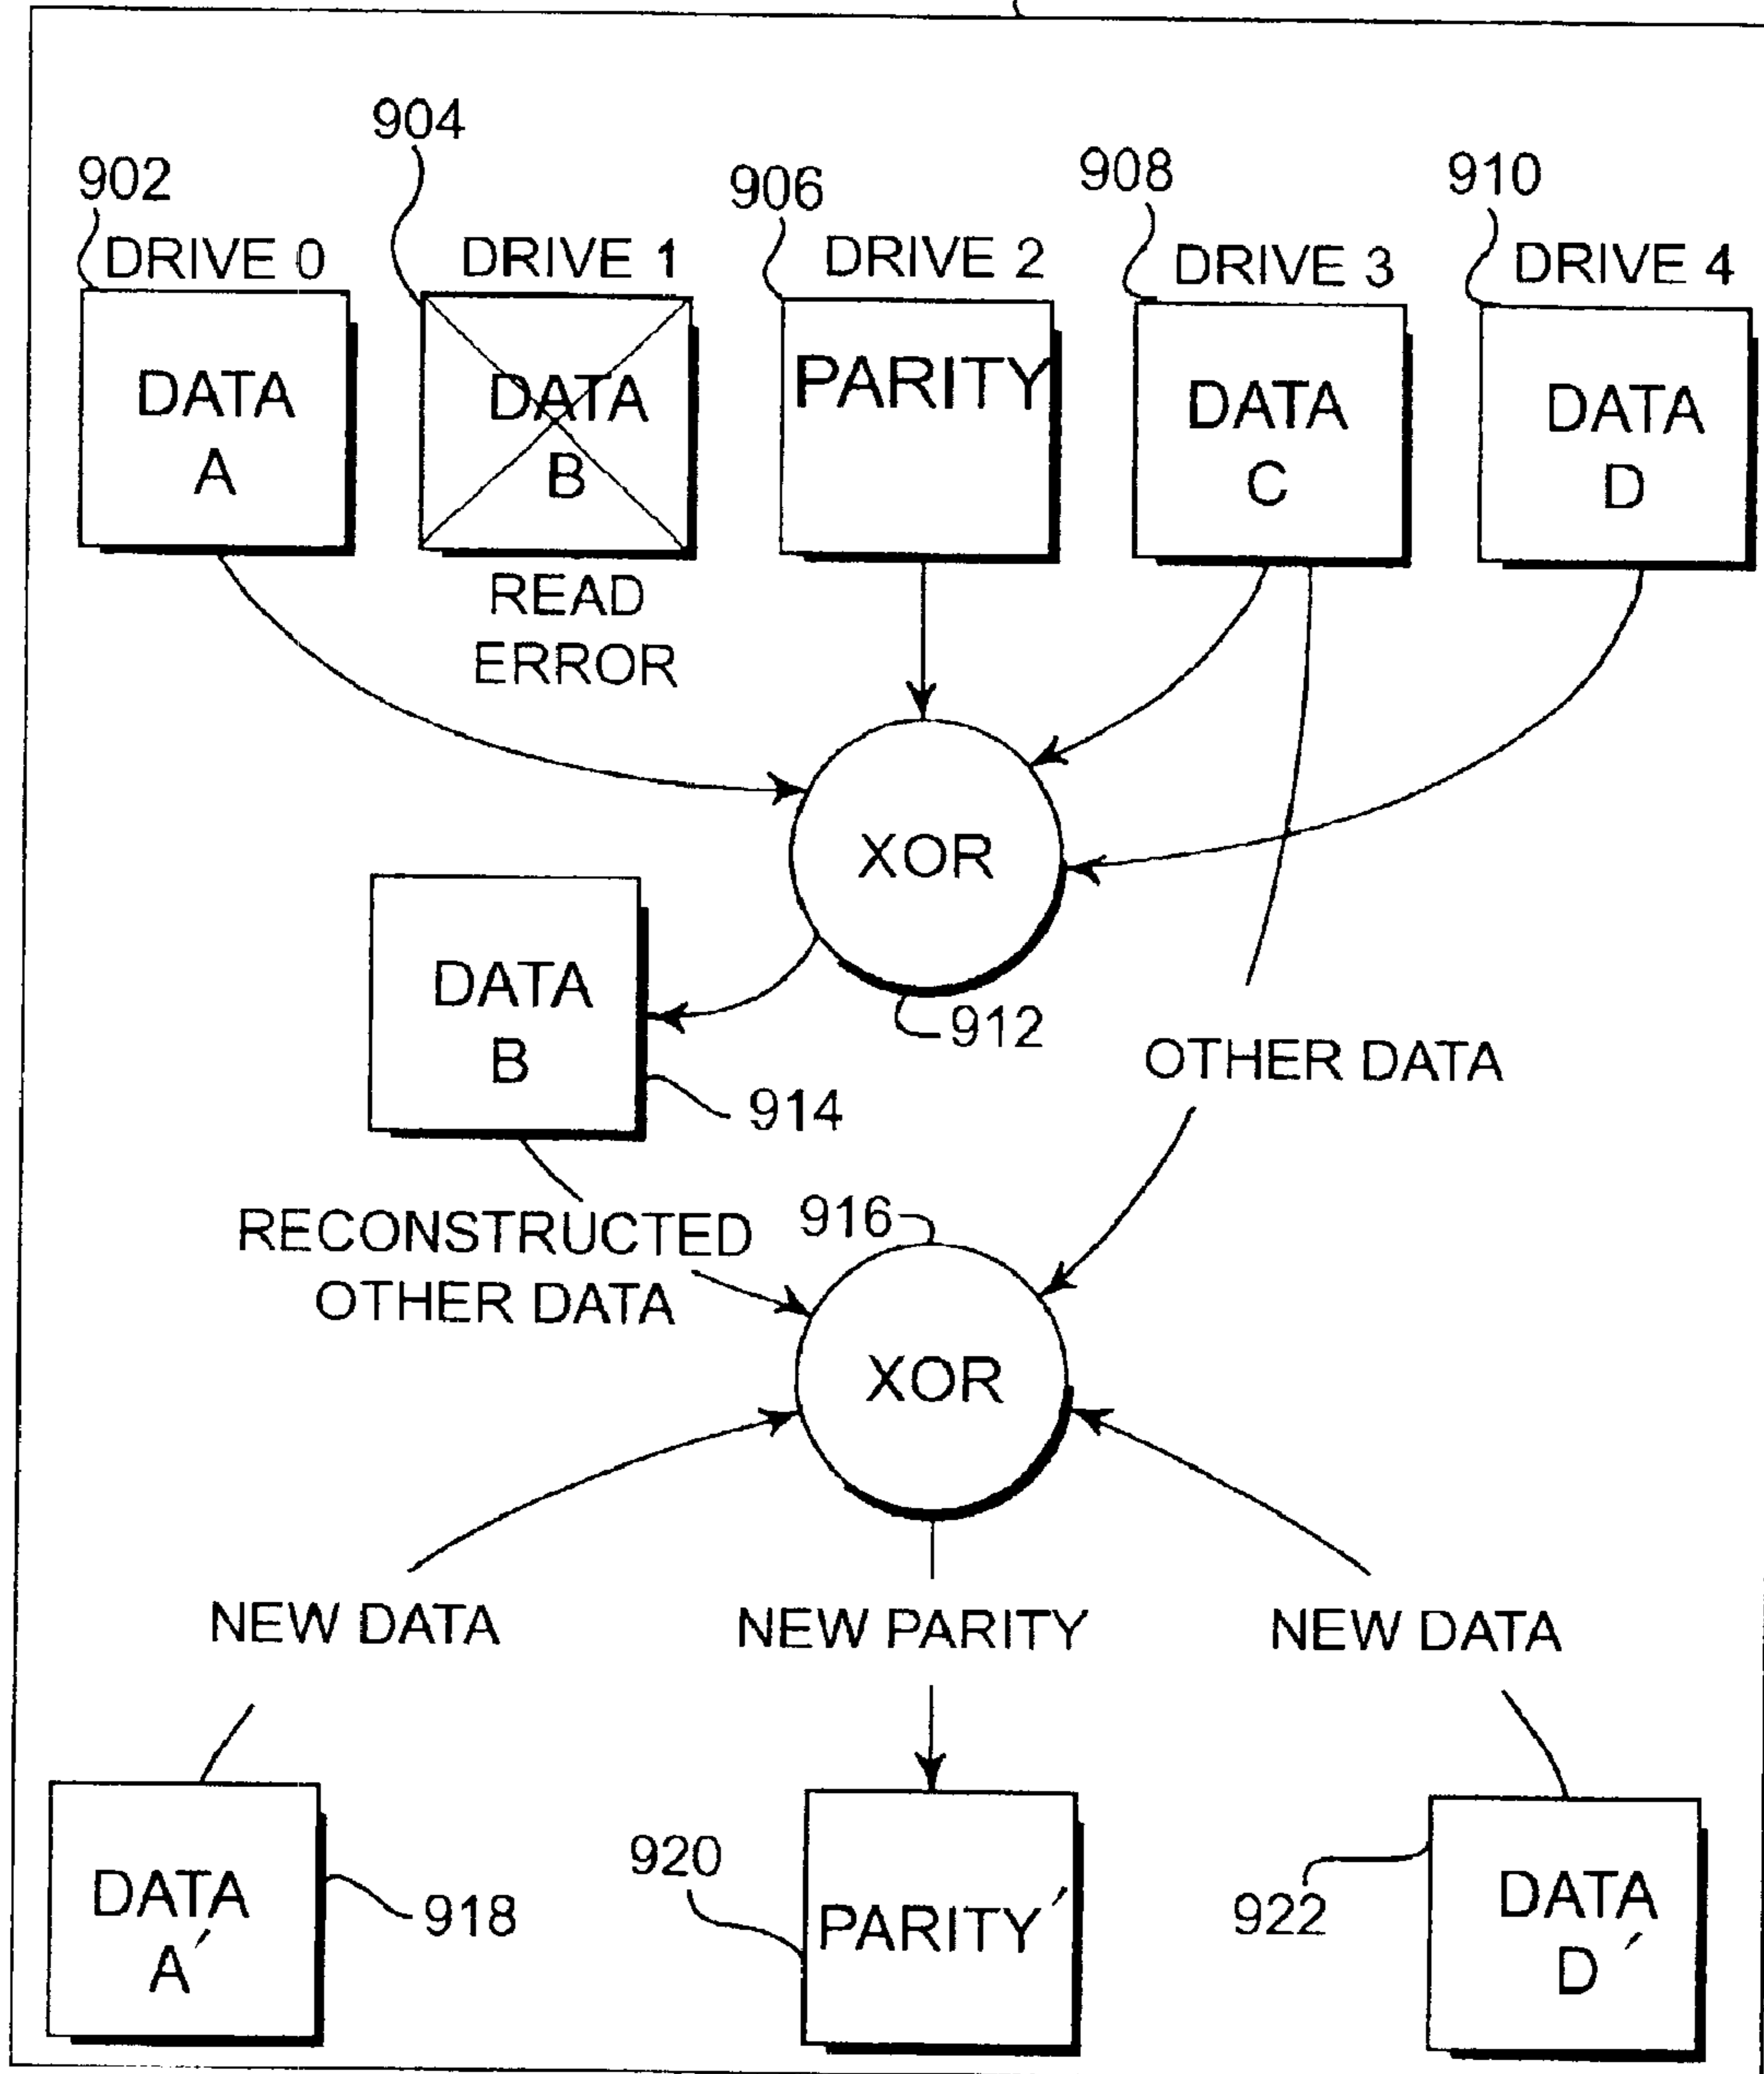 904
902
906
908
910
DRIVE 0
DRIVE 1
DRIVE 2
DRIVE 3
DRIVE 4
DATA
A
DATA
B
PARITY
DATA
C
DATA
D
READ
ERROR
XOR
912
DATA
B
914
OTHER DATA
RECONSTRUCTED
OTHER DATA
916
XOR
NEW DATA
NEW PARITY
NEW DATA
DATA
A′
918
920
PARITY′
922
DATA
D′